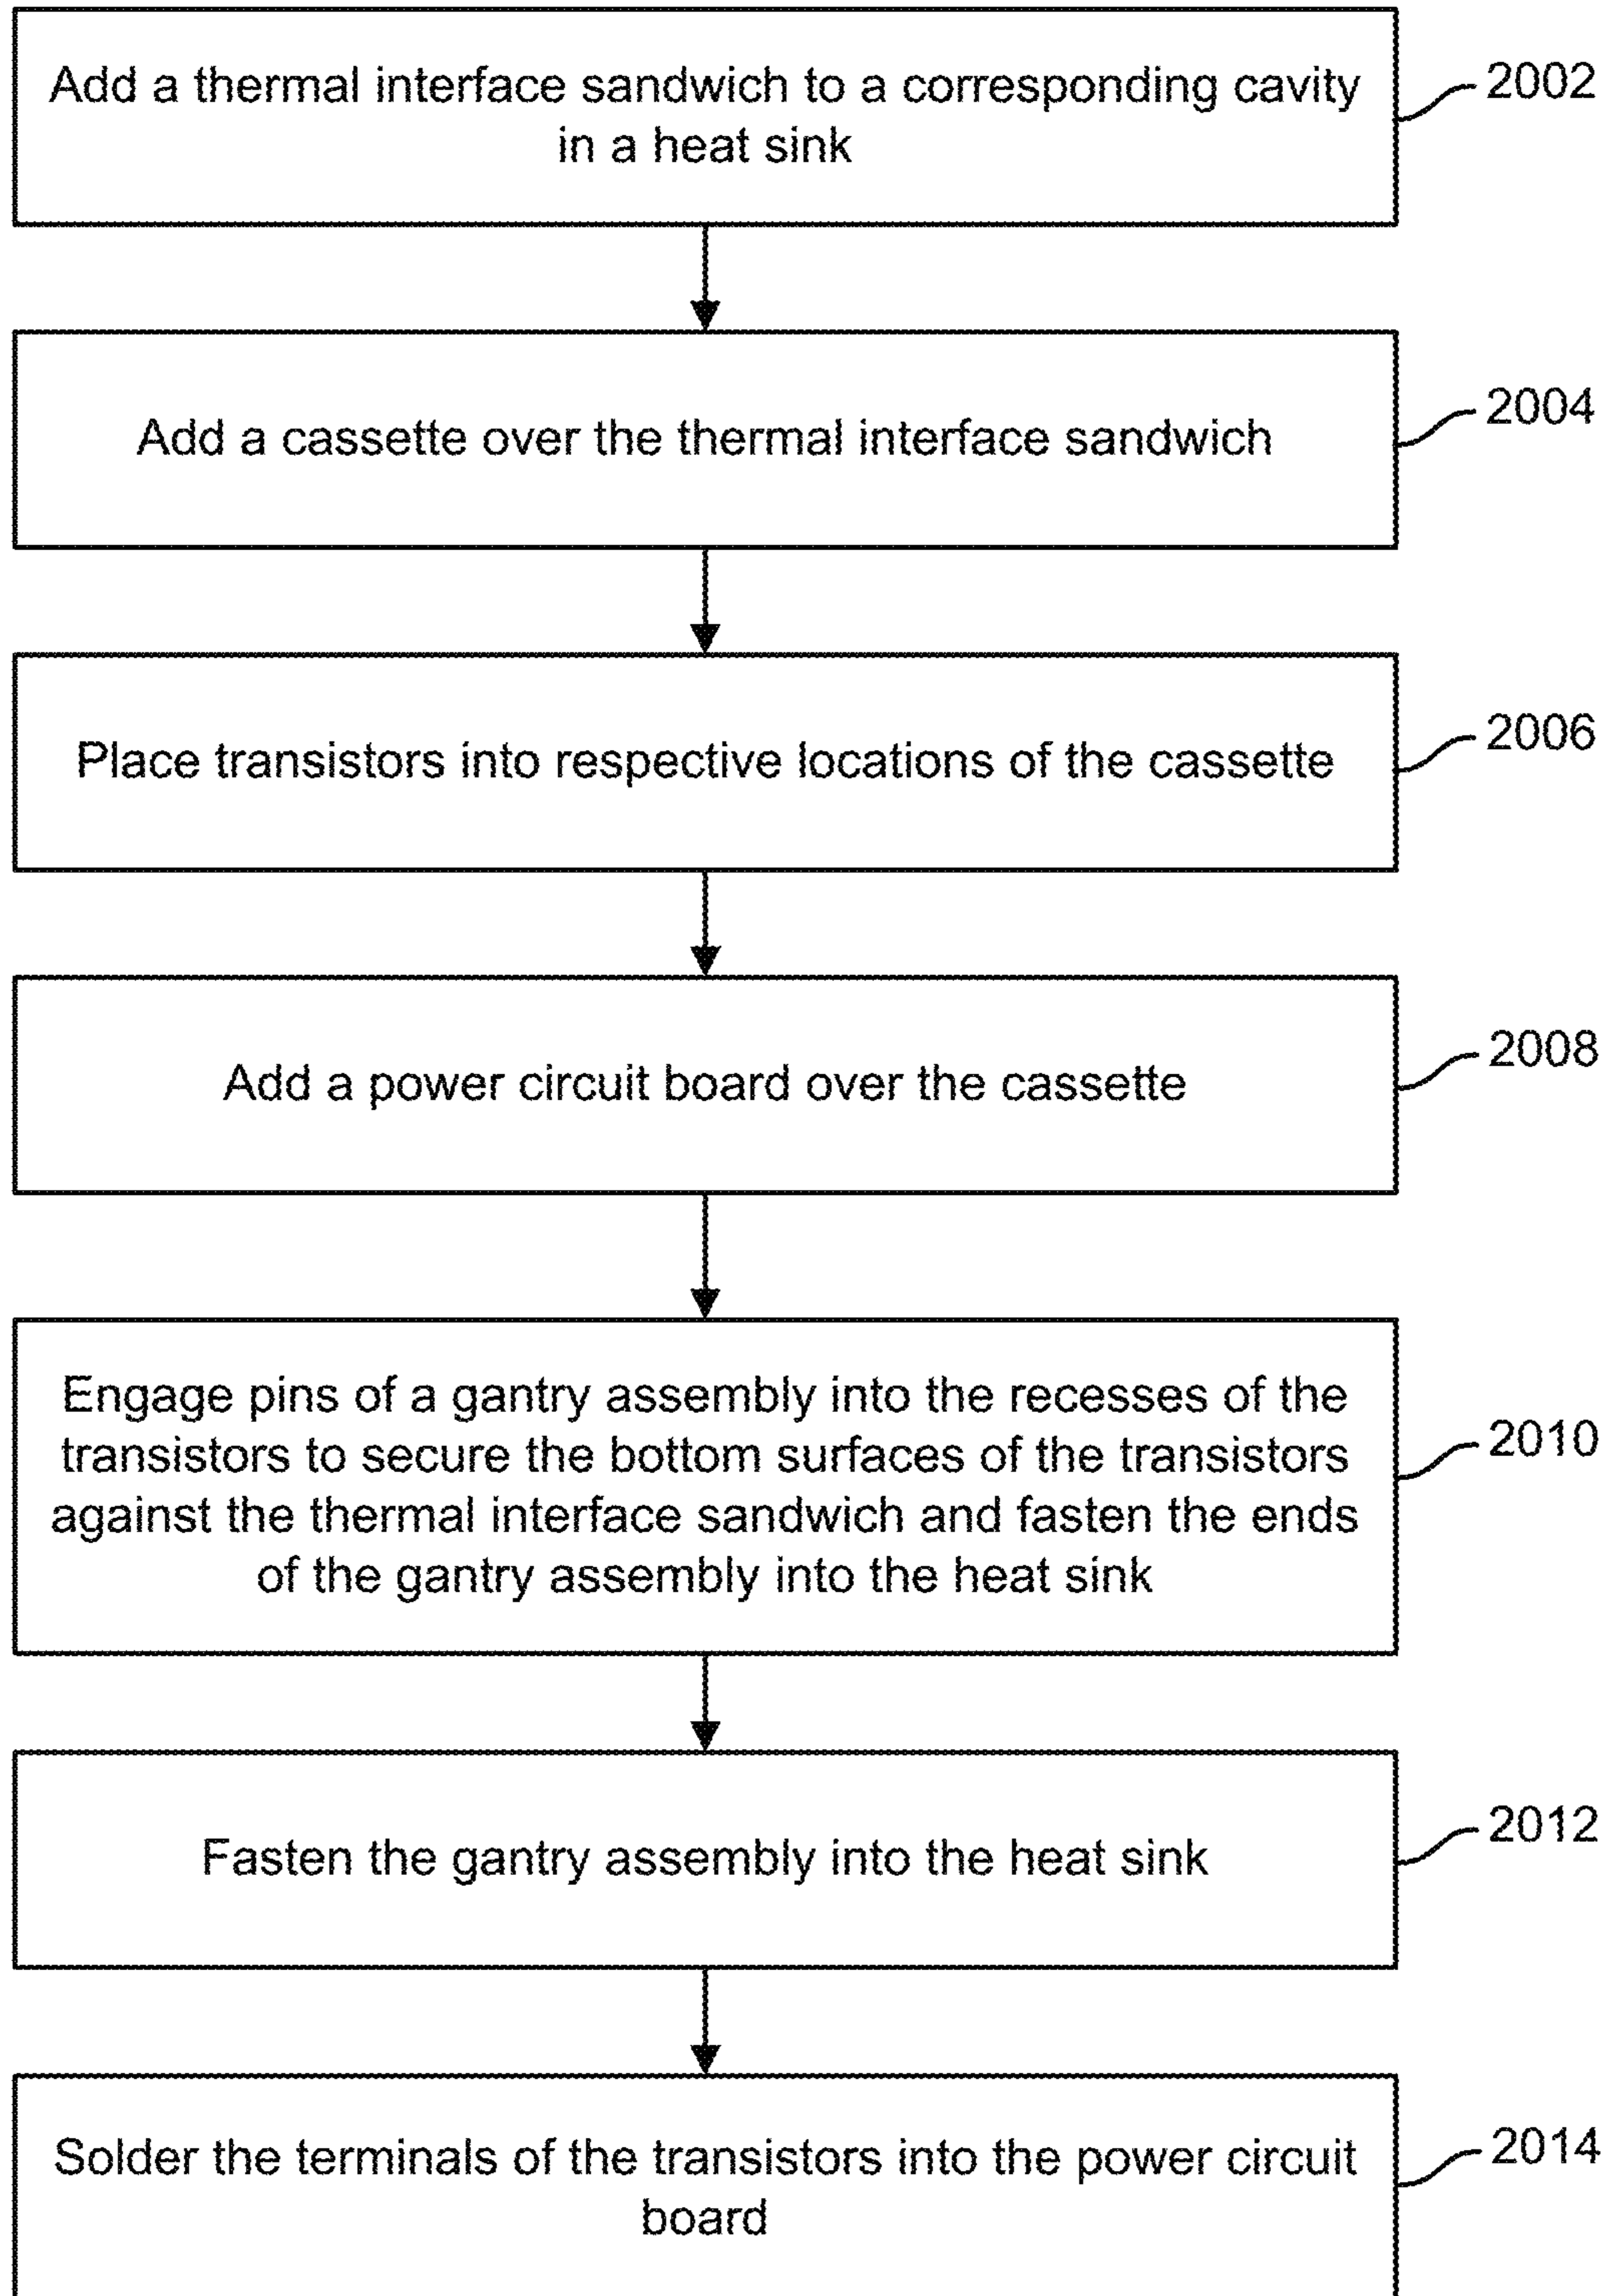 Add a thermal interface sandwich to a corresponding cavity
in a heat sink
2002
Add a cassette over the thermal interface sandwich
2004
Place transistors into respective locations of the cassette
2006
Add a power circuit board over the cassette
2008
Engage pins of a gantry assembly into the recesses of the
transistors to secure the bottom surfaces of the transistors
against the thermal interface sandwich and fasten the ends
of the gantry assembly into the heat sink
2010
Fasten the gantry assembly into the heat sink
2012
Solder the terminals of the transistors into the power circuit
board
2014